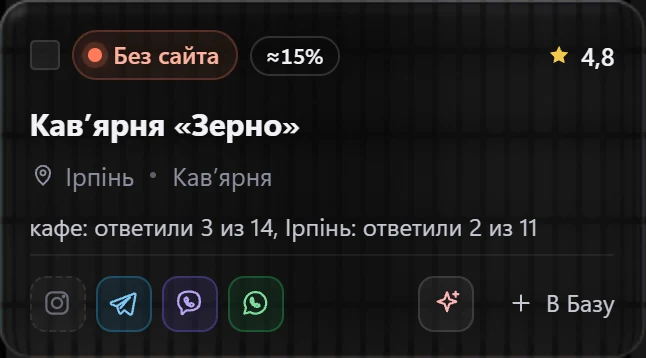 Без сайта ≈15% 4,8
Кав’ярня «Зерно»
Ірпінь • Кав’ярня
кафе: ответили 3 из 14, Ірпінь: ответили 2 из 11
+ В Базу